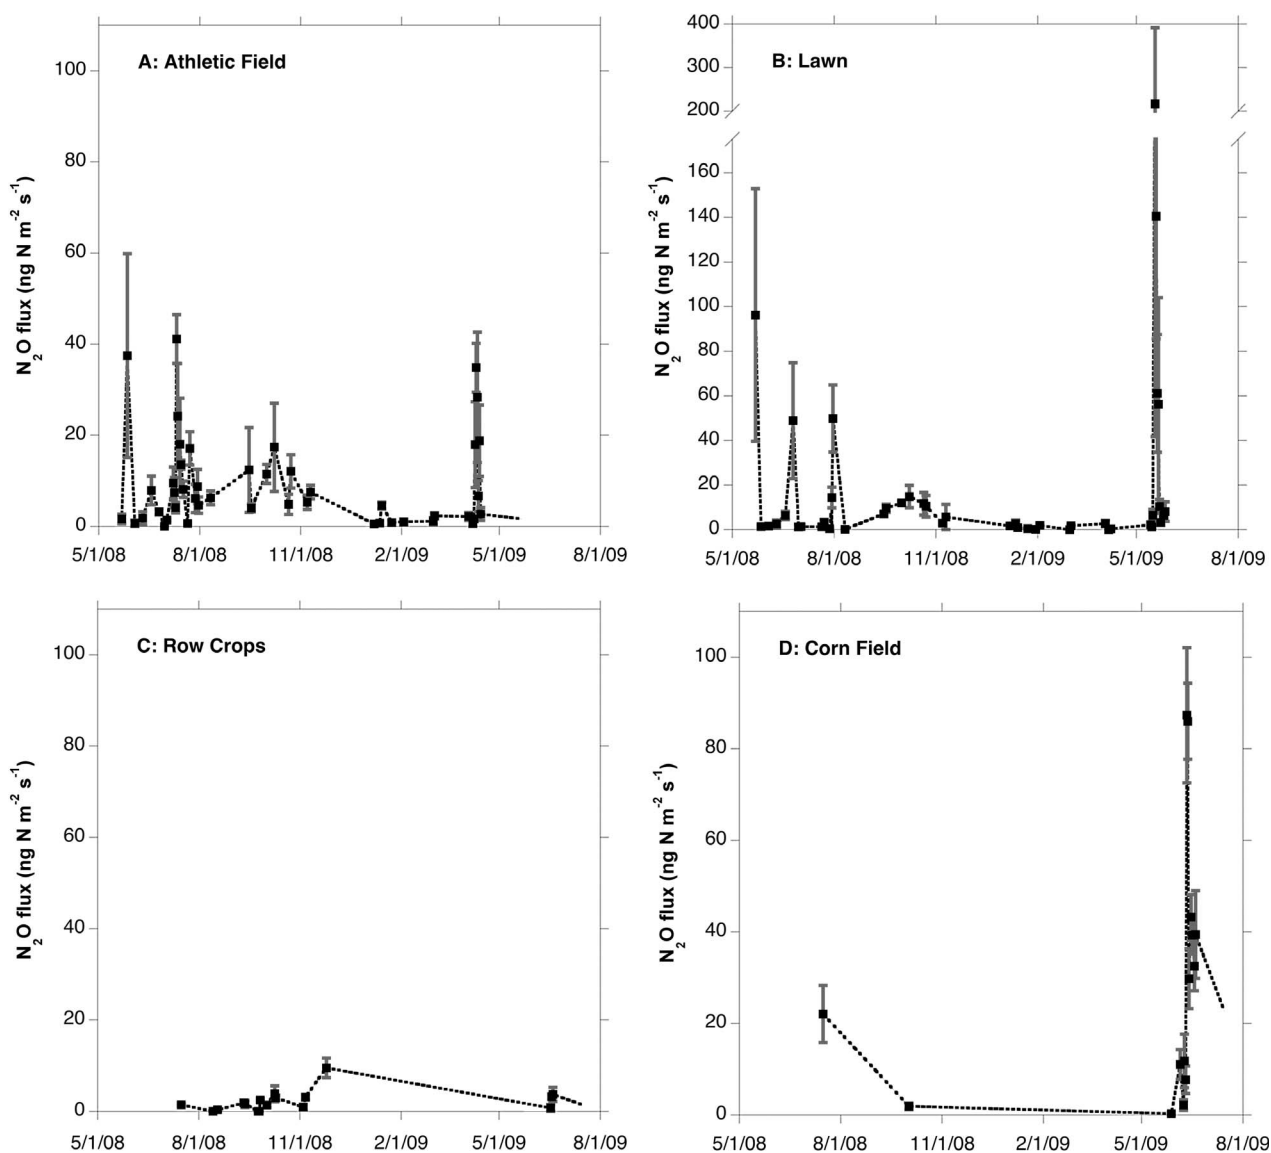 A: Athletic Field
N2O flux (ng N m-2 s-1)
100
80
60
40
20
0
5/1/08 8/1/08 11/1/08 2/1/09 5/1/09 8/1/09
B: Lawn
N2O flux (ng N m-2 s-1)
400
300
200
160
140
120
100
80
60
40
20
0
5/1/08 8/1/08 11/1/08 2/1/09 5/1/09 8/1/09
C: Row Crops
N2O flux (ng N m-2 s-1)
100
80
60
40
20
0
5/1/08 8/1/08 11/1/08 2/1/09 5/1/09 8/1/09
D: Corn Field
N2O flux (ng N m-2 s-1)
100
80
60
40
20
0
5/1/08 8/1/08 11/1/08 2/1/09 5/1/09 8/1/09